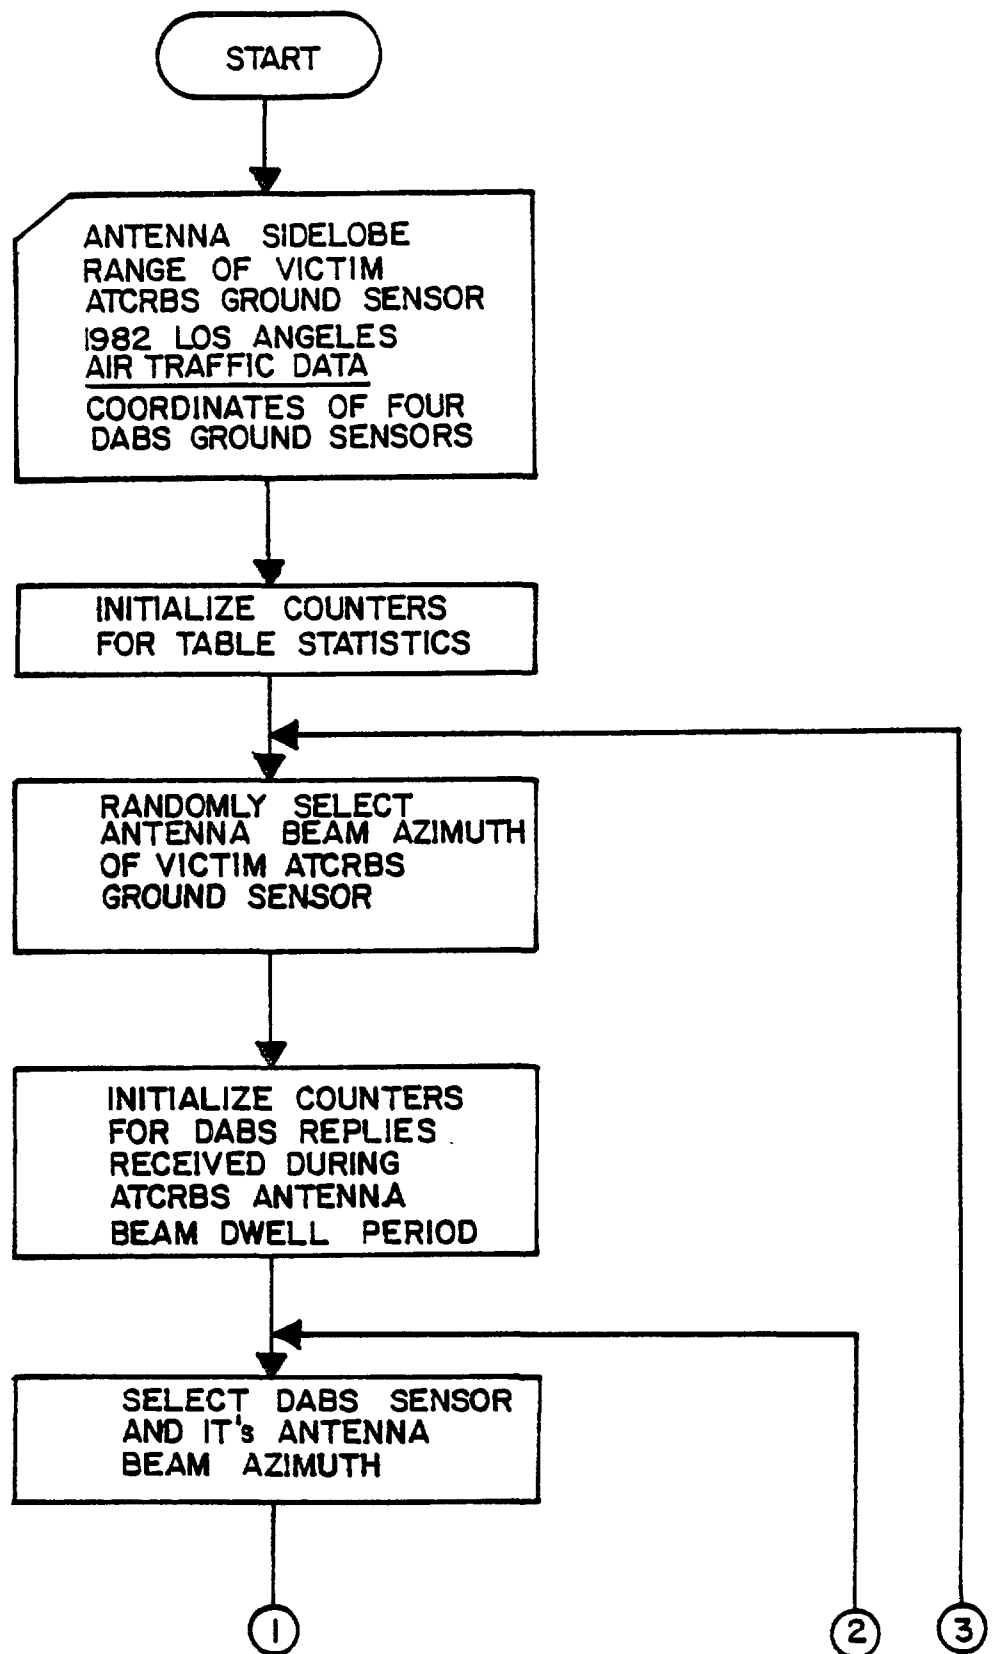 START
ANTENNA SIDELOBE
RANGE OF VICTIM
ATCRBS GROUND SENSOR
1982 LOS ANGELES
AIR TRAFFIC DATA
COORDINATES OF FOUR
DABS GROUND SENSORS
INITIALIZE COUNTERS
FOR TABLE STATISTICS
RANDOMLY SELECT
ANTENNA BEAM AZIMUTH
OF VICTIM ATCRBS
GROUND SENSOR
INITIALIZE COUNTERS
FOR DABS REPLIES
RECEIVED DURING
ATCRBS ANTENNA
BEAM DWELL PERIOD
SELECT DABS SENSOR
AND IT's ANTENNA
BEAM AZIMUTH
1
2
3